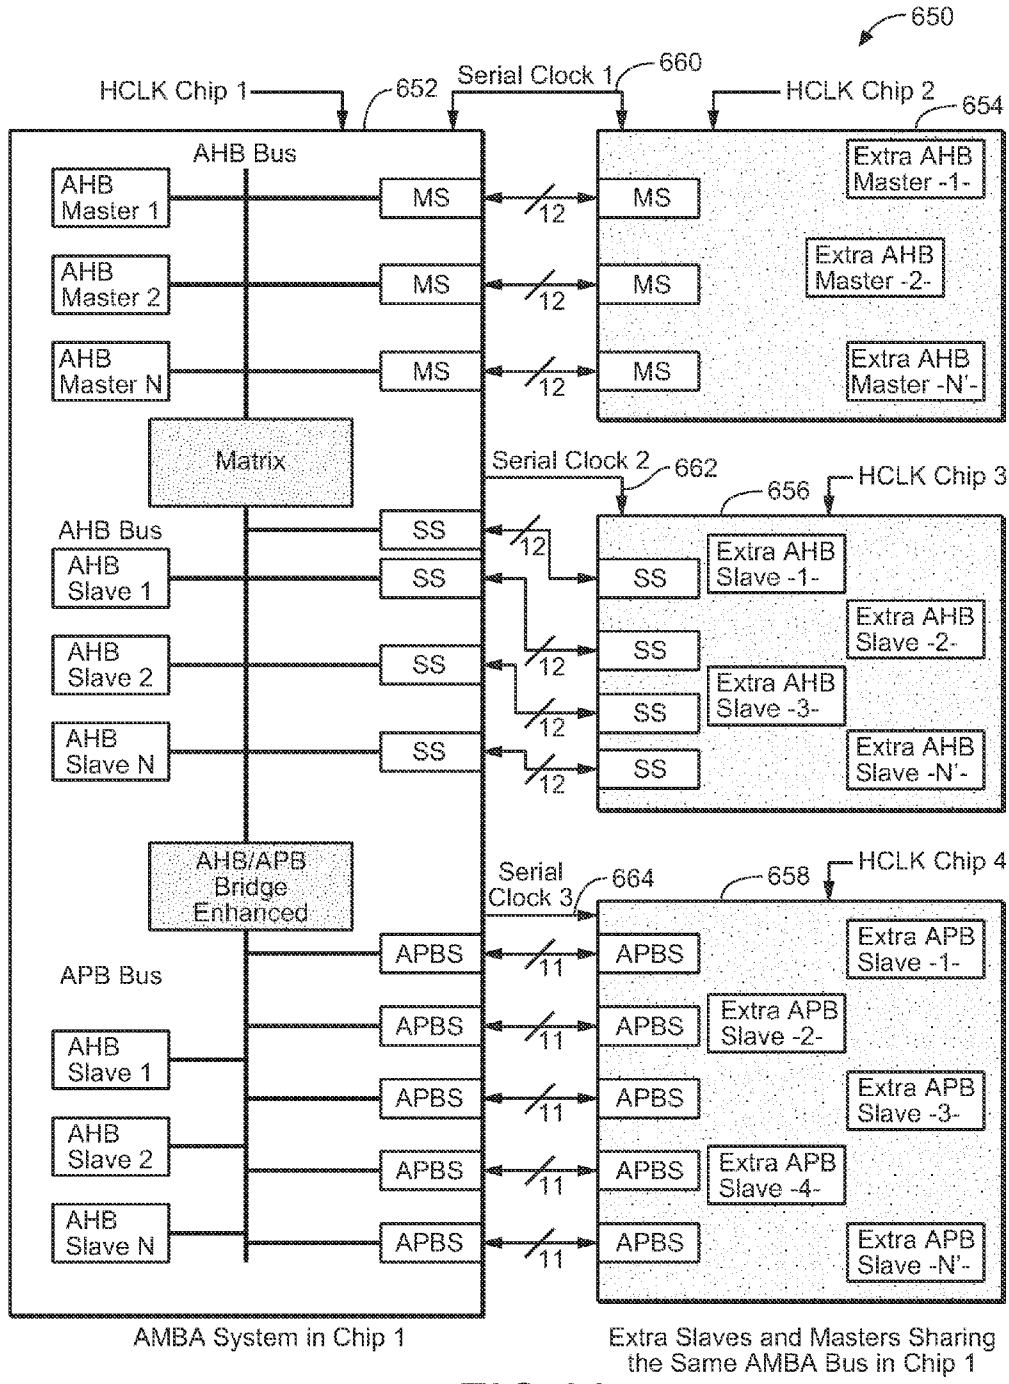 650
HCLK Chip 1
652
Serial Clock 1
660
HCLK Chip 2
654
AHB Bus
AHB
Master 1
MS
12
MS
Extra AHB
Master -1-
AHB
Master 2
MS
12
MS
Extra AHB
Master -2-
AHB
Master N
MS
12
MS
Extra AHB
Master -N'-
Matrix
Serial Clock 2
662
656
HCLK Chip 3
AHB Bus
SS
12
SS
Extra AHB
Slave -1-
AHB
Slave 1
SS
12
SS
Extra AHB
Slave -2-
AHB
Slave 2
SS
12
SS
Extra AHB
Slave -3-
AHB
Slave N
SS
12
SS
Extra AHB
Slave -N'-
AHB/APB
Bridge
Enhanced
Serial
Clock 3
664
658
HCLK Chip 4
APB Bus
APBS
11
APBS
Extra APB
Slave -1-
APBS
11
APBS
Extra APB
Slave -2-
AHB
Slave 1
APBS
11
APBS
Extra APB
Slave -3-
AHB
Slave 2
APBS
11
APBS
Extra APB
Slave -4-
AHB
Slave N
APBS
11
APBS
Extra APB
Slave -N'-
AMBA System in Chip 1
Extra Slaves and Masters Sharing
the Same AMBA Bus in Chip 1